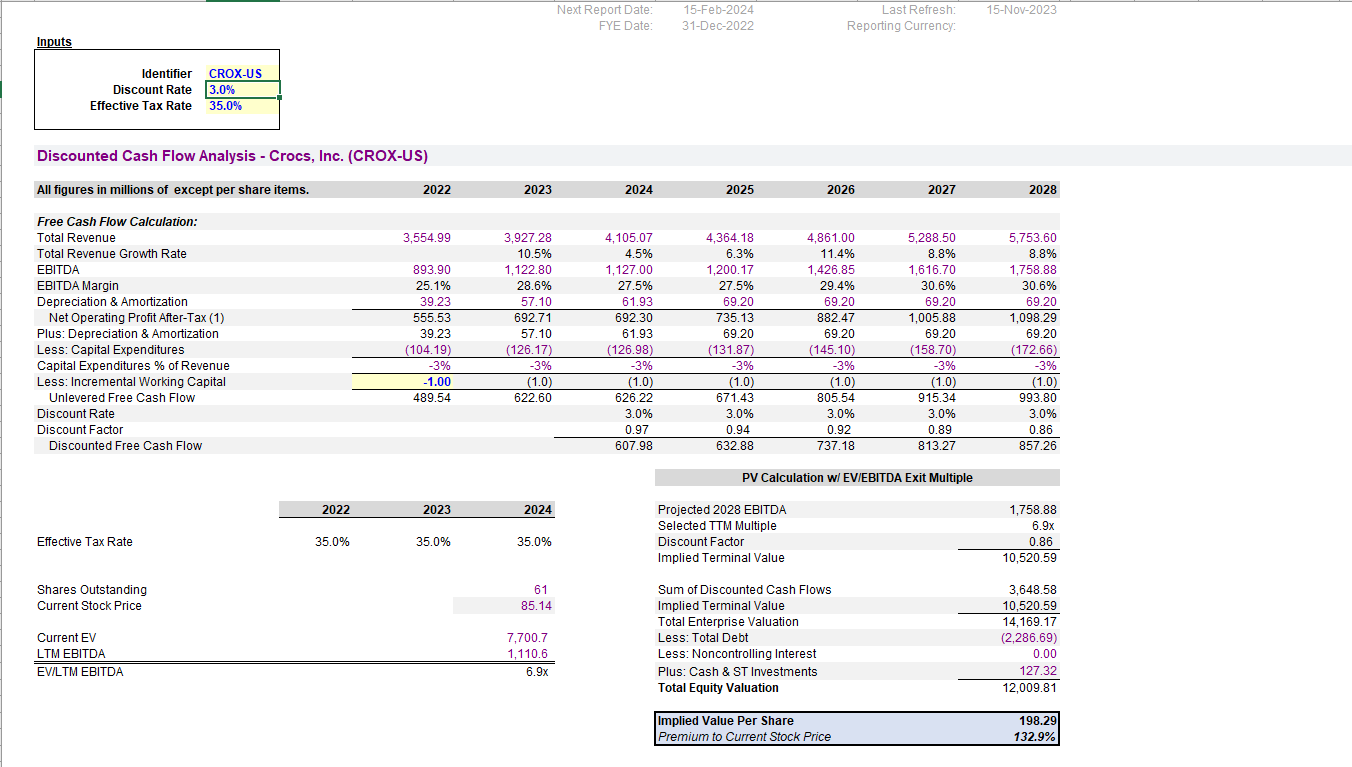 Next Report Date: 15-Feb-2024 Last Refresh: 15-Nov-2023
FYE Date: 31-Dec-2022 Reporting Currency:
Inputs
Identifier CROX-US
Discount Rate 3.0%
Effective Tax Rate 35.0%
Discounted Cash Flow Analysis - Crocs, Inc. (CROX-US)
All figures in millions of except per share items. 2022 2023 2024 2025 2026 2027 2028
Free Cash Flow Calculation:
Total Revenue 3,554.99 3,927.28 4,105.07 4,364.18 4,861.00 5,288.50 5,753.60
Total Revenue Growth Rate 10.5% 4.5% 6.3% 11.4% 8.8% 8.8%
EBITDA 893.90 1,122.80 1,127.00 1,200.17 1,426.85 1,616.70 1,758.88
EBITDA Margin 25.1% 28.6% 27.5% 27.5% 29.4% 30.6% 30.6%
Depreciation & Amortization 39.23 57.10 61.93 69.20 69.20 69.20 69.20
Net Operating Profit After-Tax (1) 555.53 692.71 692.30 735.13 882.47 1,005.88 1,098.29
Plus: Depreciation & Amortization 39.23 57.10 61.93 69.20 69.20 69.20 69.20
Less: Capital Expenditures (104.19) (126.17) (126.98) (131.87) (145.10) (158.70) (172.66)
Capital Expenditures % of Revenue -3% -3% -3% -3% -3% -3% -3%
Less: Incremental Working Capital -1.00 (1.0) (1.0) (1.0) (1.0) (1.0) (1.0)
Unlevered Free Cash Flow 489.54 622.60 626.22 671.43 805.54 915.34 993.80
Discount Rate 3.0% 3.0% 3.0% 3.0% 3.0%
Discount Factor 0.97 0.94 0.92 0.89 0.86
Discounted Free Cash Flow 607.98 632.88 737.18 813.27 857.26
PV Calculation w/ EV/EBITDA Exit Multiple
2022 2023 2024
Effective Tax Rate 35.0% 35.0% 35.0%
Shares Outstanding 61
Current Stock Price 85.14
Current EV 7,700.7
LTM EBITDA 1,110.6
EV/LTM EBITDA 6.9x
Projected 2028 EBITDA 1,758.88
Selected TTM Multiple 6.9x
Discount Factor 0.86
Implied Terminal Value 10,520.59
Sum of Discounted Cash Flows 3,648.58
Implied Terminal Value 10,520.59
Total Enterprise Valuation 14,169.17
Less: Total Debt (2,286.69)
Less: Noncontrolling Interest 0.00
Plus: Cash & ST Investments 127.32
Total Equity Valuation 12,009.81
Implied Value Per Share 198.29
Premium to Current Stock Price 132.9%